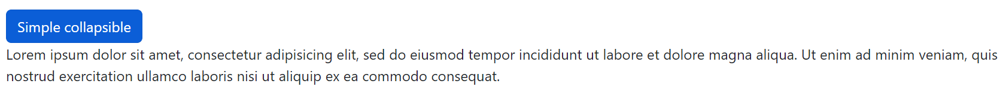 Simple collapsible
Lorem ipsum dolor sit amet, consectetur adipisicing elit, sed do eiusmod tempor incididunt ut labore et dolore magna aliqua. Ut enim ad minim veniam, quis
nostrud exercitation ullamco laboris nisi ut aliquip ex ea commodo consequat.